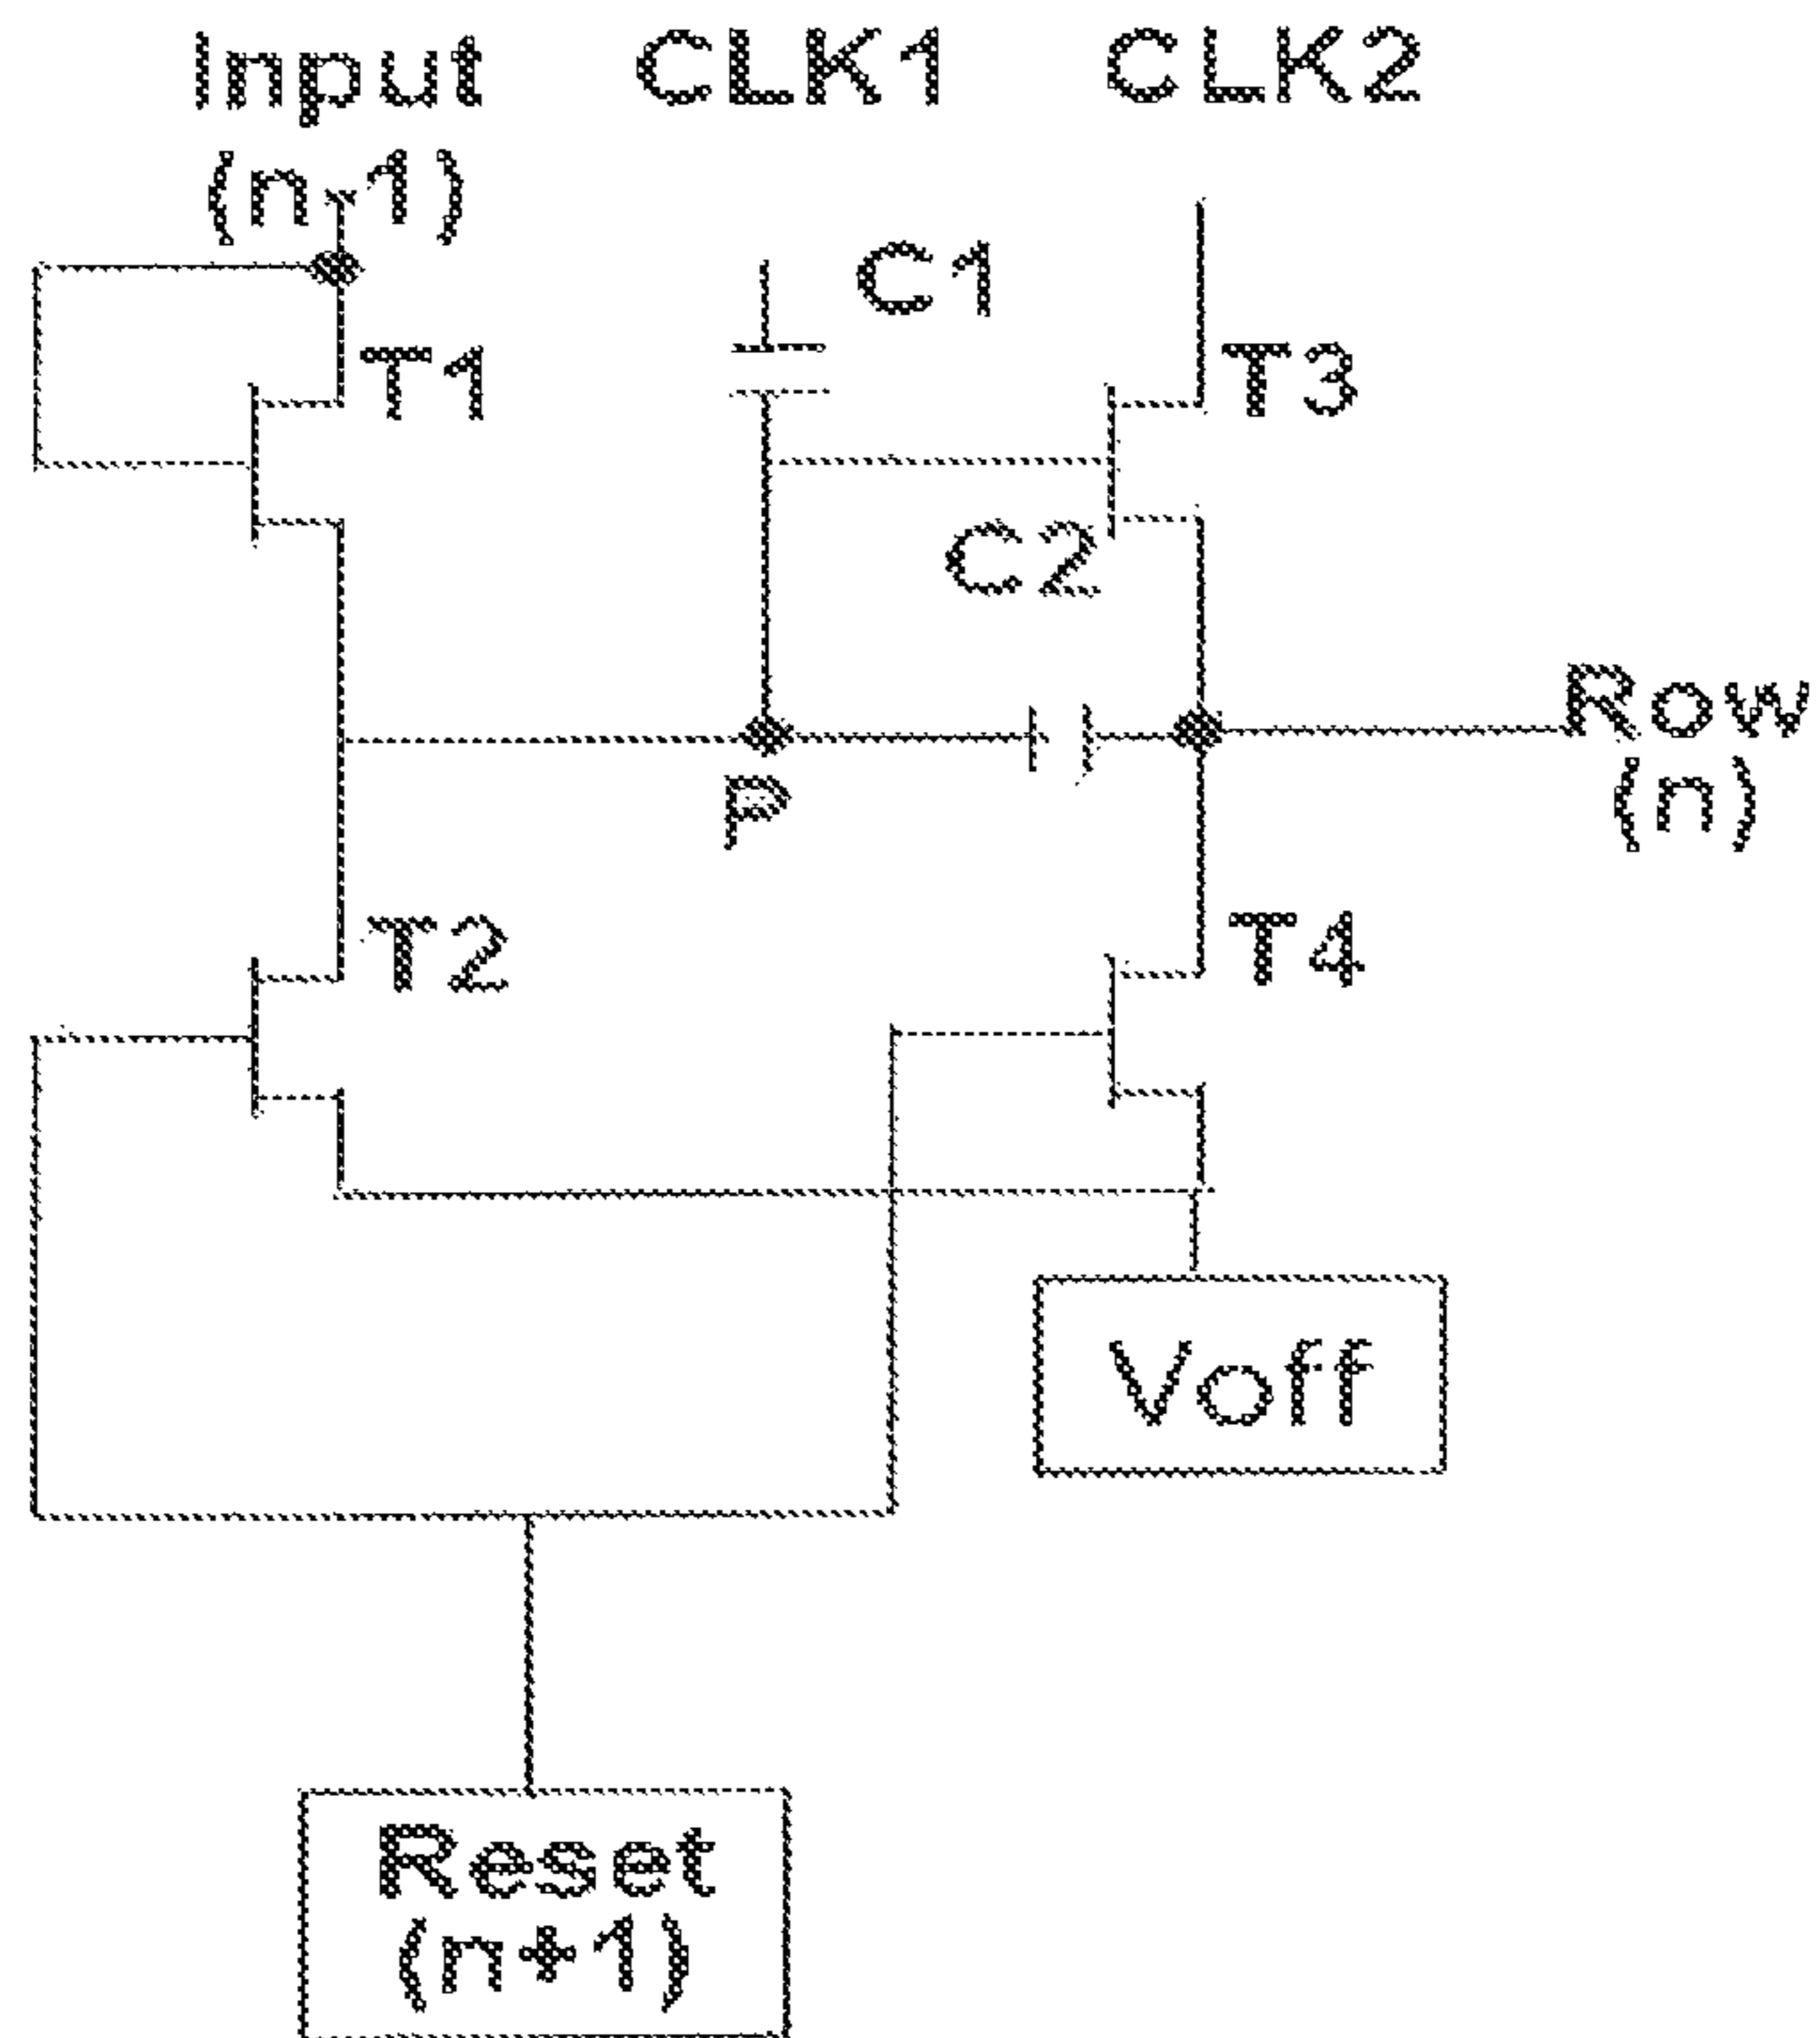 Input CLK1 CLK2
(n-1)
C1
T1 T3
C2
Row
(n)
P
T2 T4
Voff
Reset
(n+1)